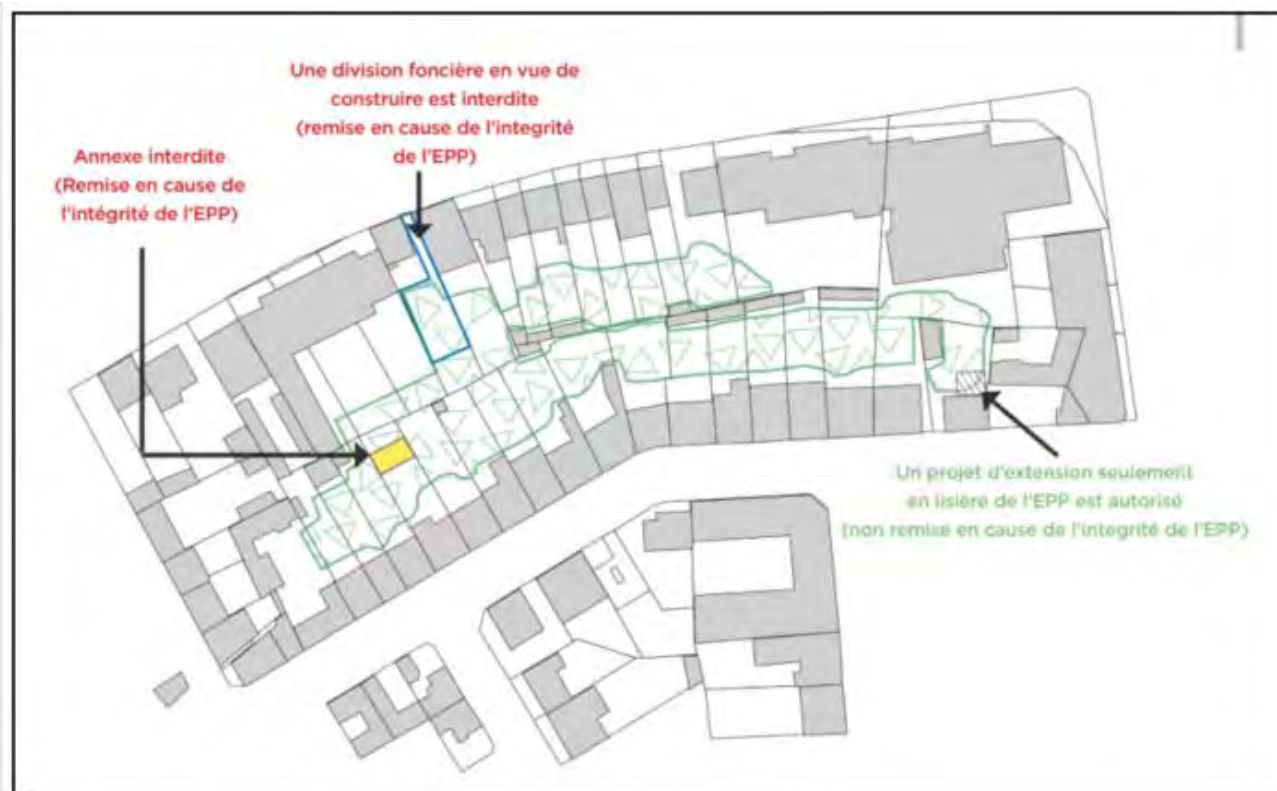 Une division foncière en vue de
construire est interdite
(remise en cause de l'integrité
de l'EPP)
Annexe interdite
(Remise en cause de
l'intégrité de l'EPP)
Un projet d'extension seulement
en lisière de l'EPP est autorisé
(non remise en cause de l'integrité de l'EPP)